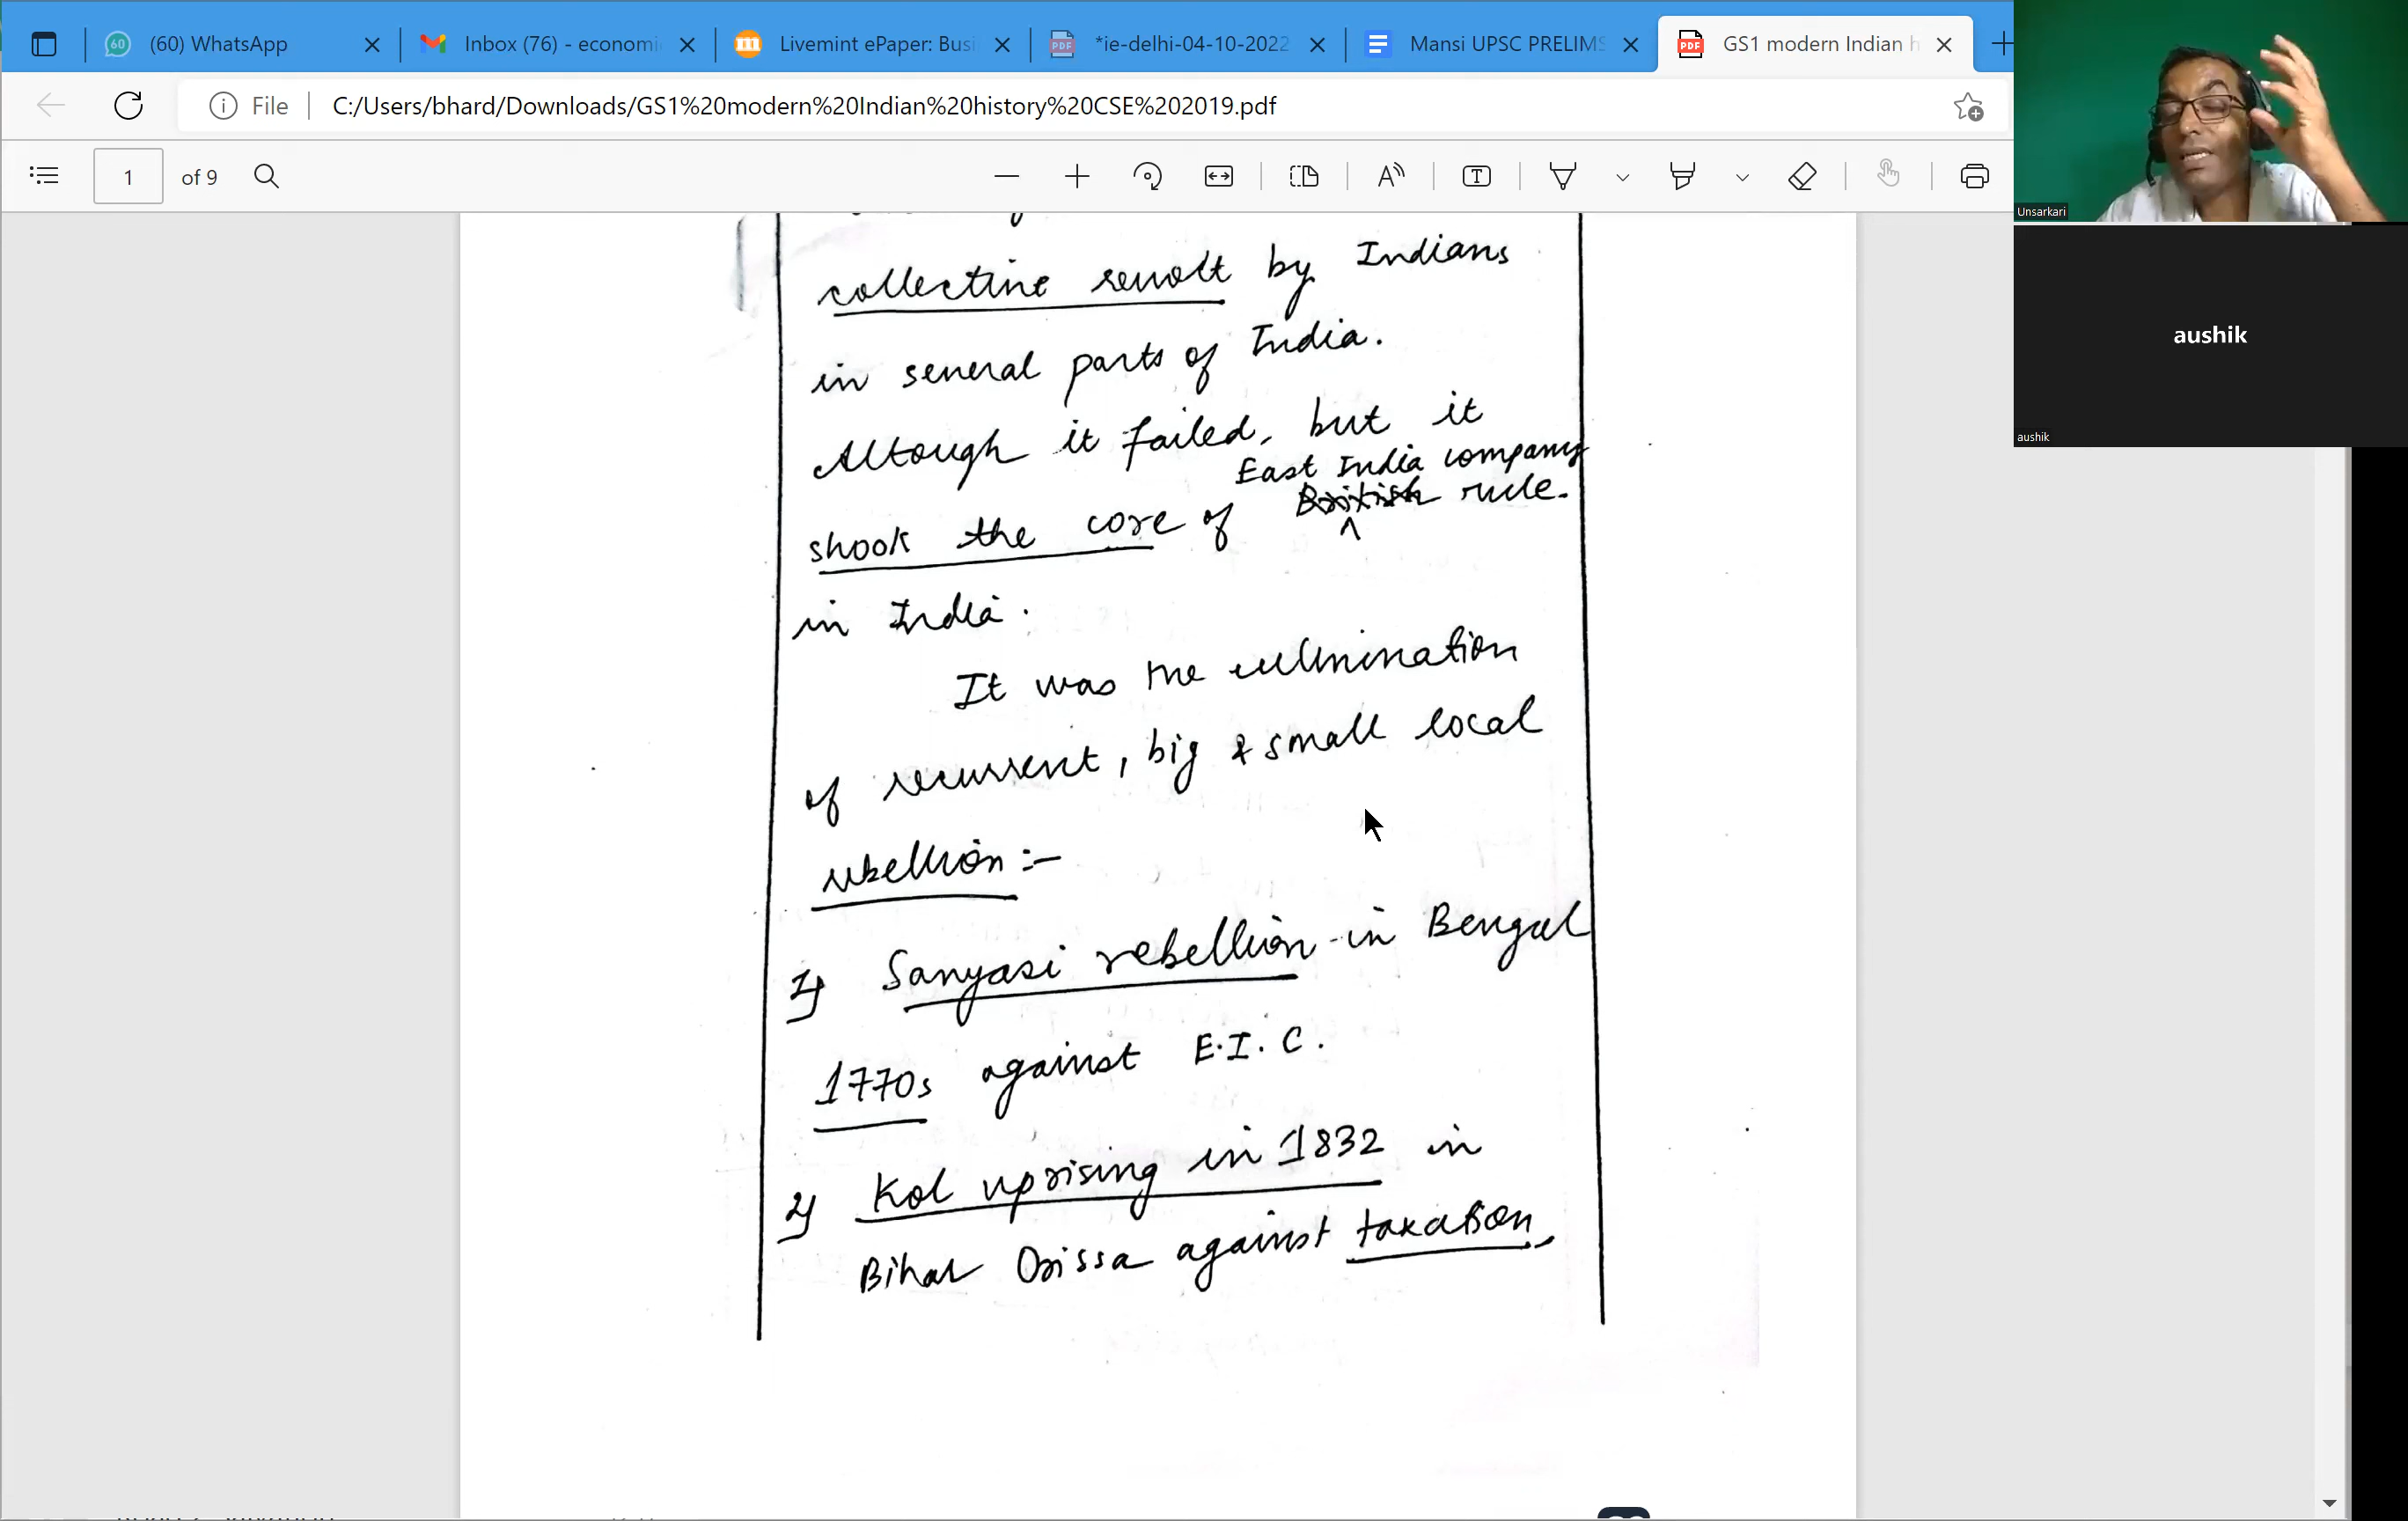 (60) WhatsApp
Inbox (76) - economi
Livemint ePaper: Busi
*ie-delhi-04-10-2022
Mansi UPSC PRELIMS
GS1 modern Indian h
File
C:/Users/bhard/Downloads/GS1%20modern%20Indian%20history%20CSE%202019.pdf
1 of 9
Unsarkari
aushik
aushik
collective revolt by Indians
in several parts of India.
Altough it failed, but it
East India company
shook the core of British rule.
in India.
It was the culmination
of recurrent, big & small local
rebellion :-
1) Sanyasi rebellion in Bengal
1770s against E.I.C.
2) Kol uprising in 1832 in
Bihar Orissa against taxation.